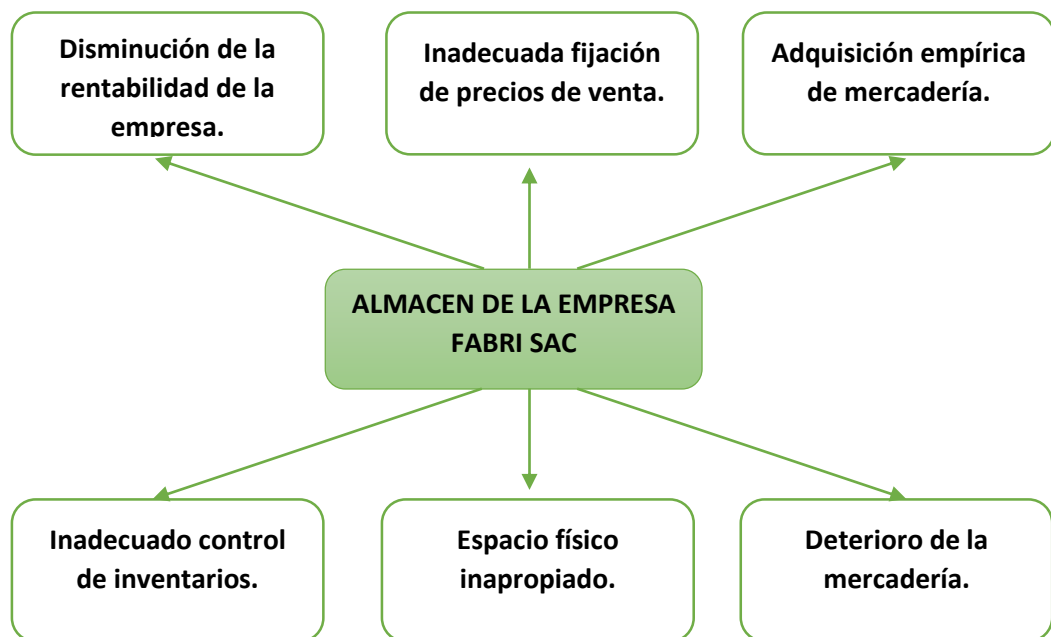 Disminución de la
rentabilidad de la
empresa.
Inadecuada fijación
de precios de venta.
Adquisición empírica
de mercadería.
ALMACEN DE LA EMPRESA
FABRI SAC
Inadecuado control
de inventarios.
Espacio físico
inapropiado.
Deterioro de la
mercadería.